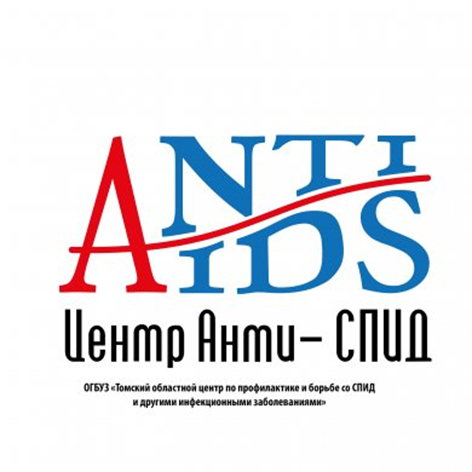 ANTI
AIDS
Центр Анти – СПИД
ОГБУЗ «Томский областной центр по профилактике и борьбе со СПИД
и другими инфекционными заболеваниями»